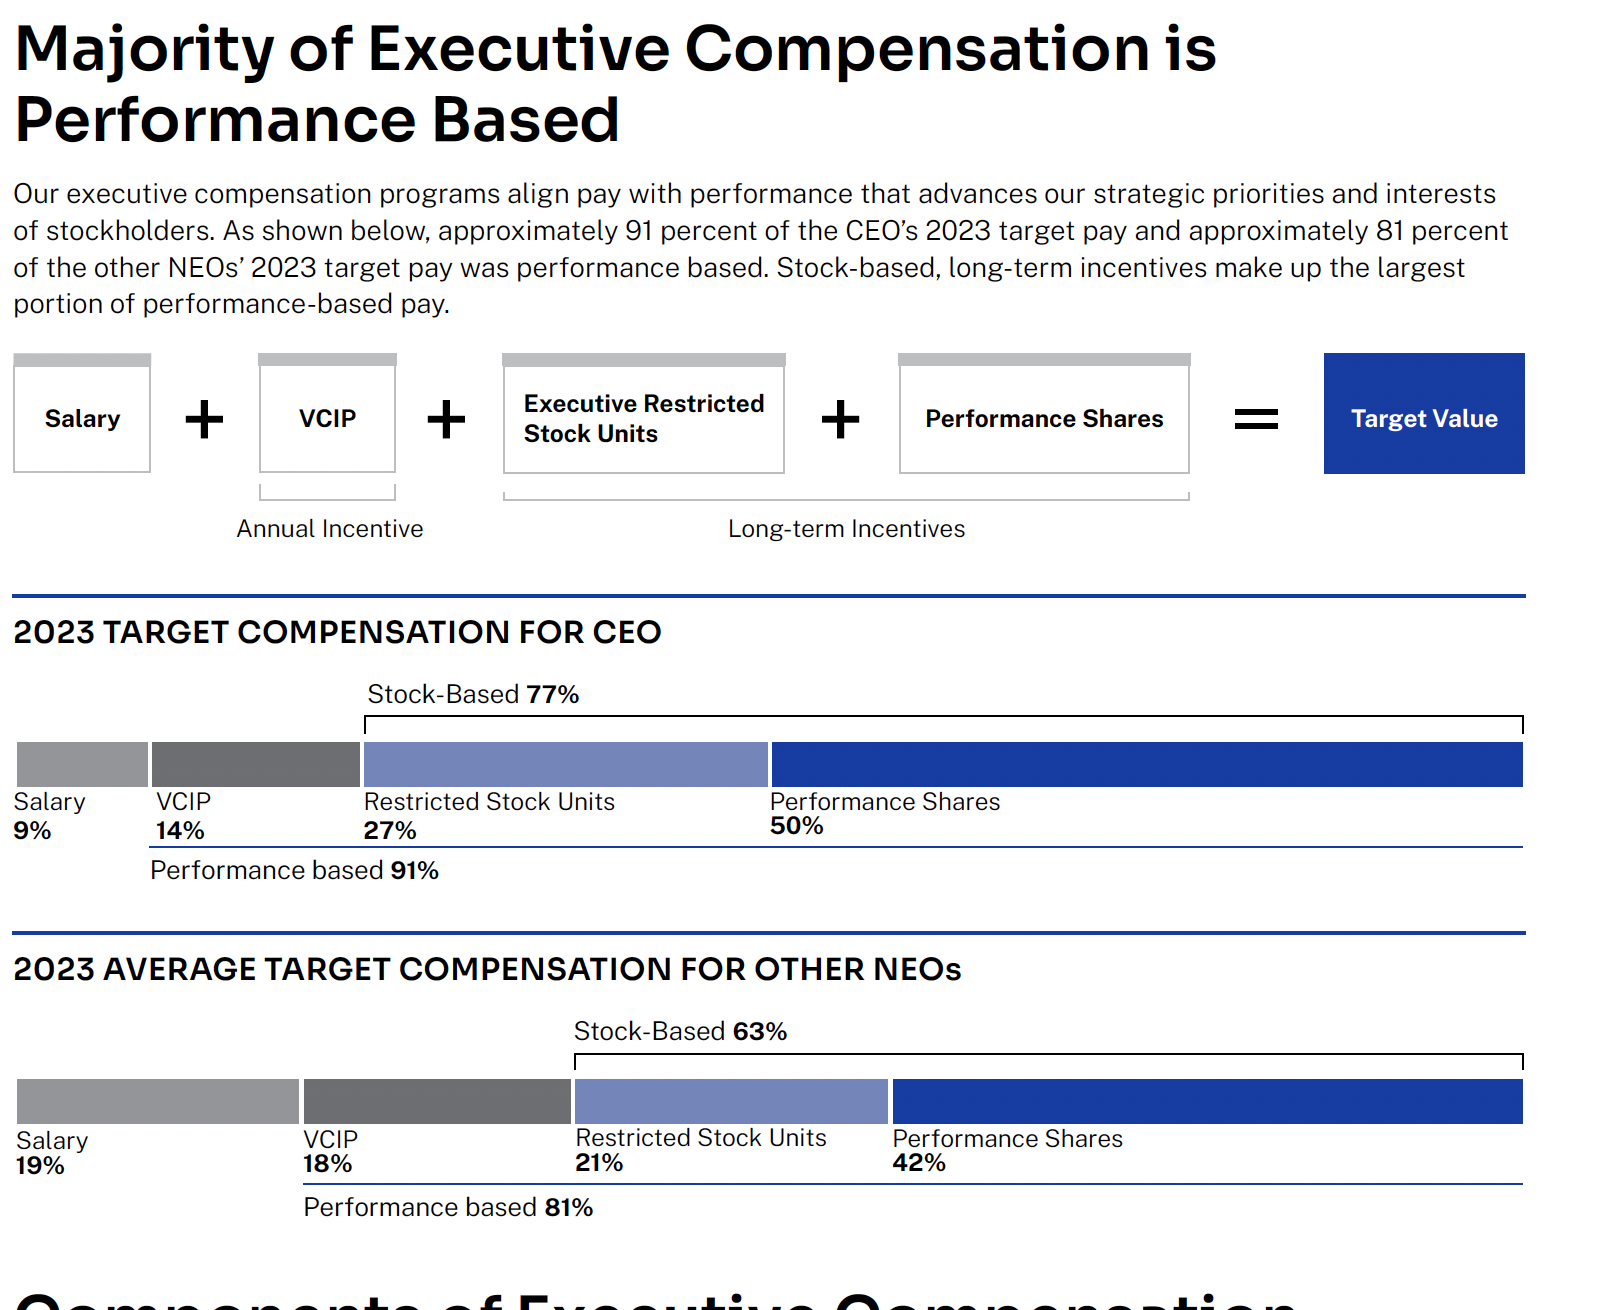 Majority of Executive Compensation is
Performance Based
Our executive compensation programs align pay with performance that advances our strategic priorities and interests
of stockholders. As shown below, approximately 91 percent of the CEO’s 2023 target pay and approximately 81 percent
of the other NEOs’ 2023 target pay was performance based. Stock-based, long-term incentives make up the largest
portion of performance-based pay.
Salary + VCIP + Executive Restricted
Stock Units + Performance Shares = Target Value
Annual Incentive Long-term Incentives
2023 TARGET COMPENSATION FOR CEO
Stock-Based 77%
Salary VCIP Restricted Stock Units Performance Shares
9% 14% 27% 50%
Performance based 91%
2023 AVERAGE TARGET COMPENSATION FOR OTHER NEOs
Stock-Based 63%
Salary VCIP Restricted Stock Units Performance Shares
19% 18% 21% 42%
Performance based 81%
Components of Executive Compensation